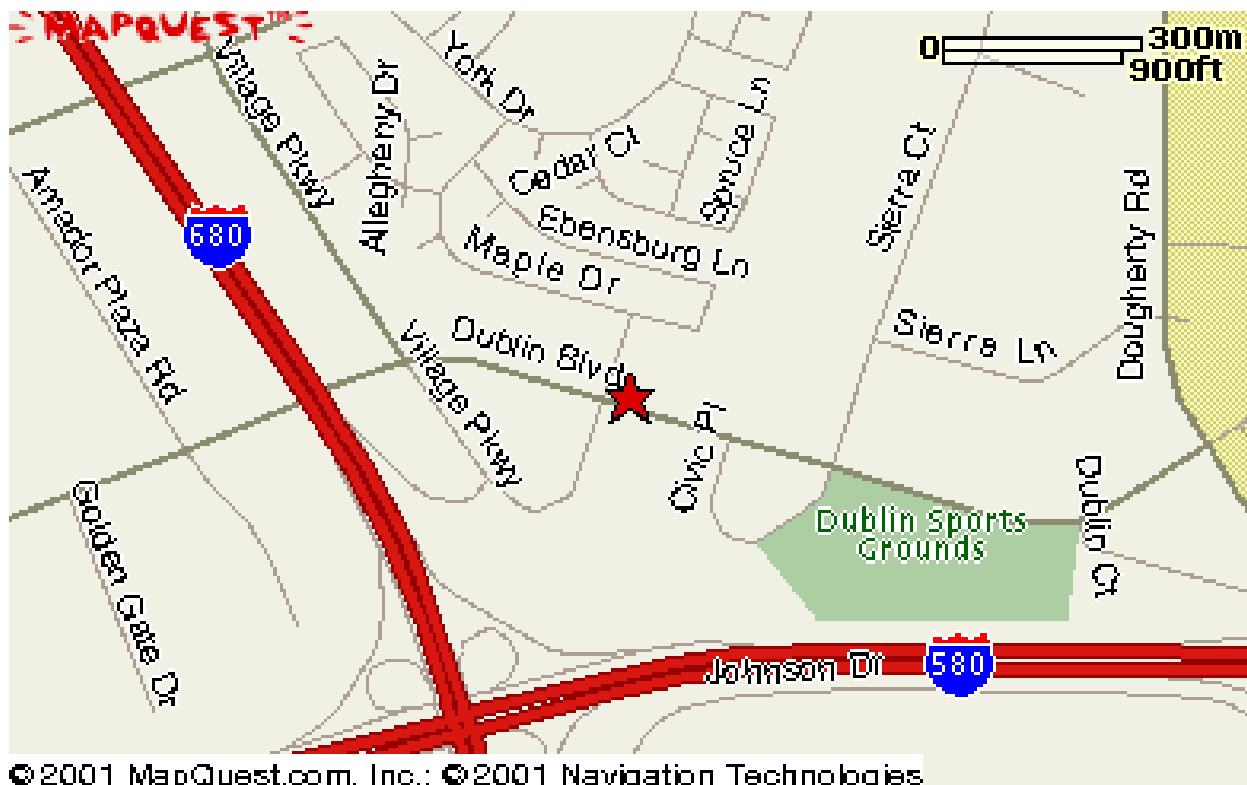 MAPQUEST™
0 300m
900ft
Village Pkwy
York Dr
Allegheny Dr
Cedar Ct
Spruce Ln
Sierra Ct
Dougherty Rd
Amador Plaza Rd
680
Ebensburg Ln
Maple Dr
Dublin Blvd
Village Pkwy
Sierra Ln
Civic Pl
Golden Gate Dr
Dublin Sports
Grounds
Dublin Ct
Johnson Dr
580
©2001 MapQuest.com, Inc.; ©2001 Navigation Technologies